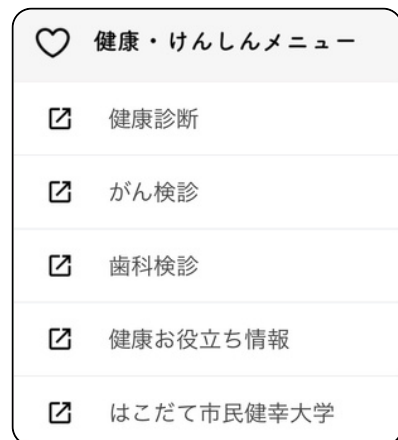 健康・けんしんメニュー
健康診断
がん検診
歯科検診
健康お役立ち情報
はこだて市民健幸大学